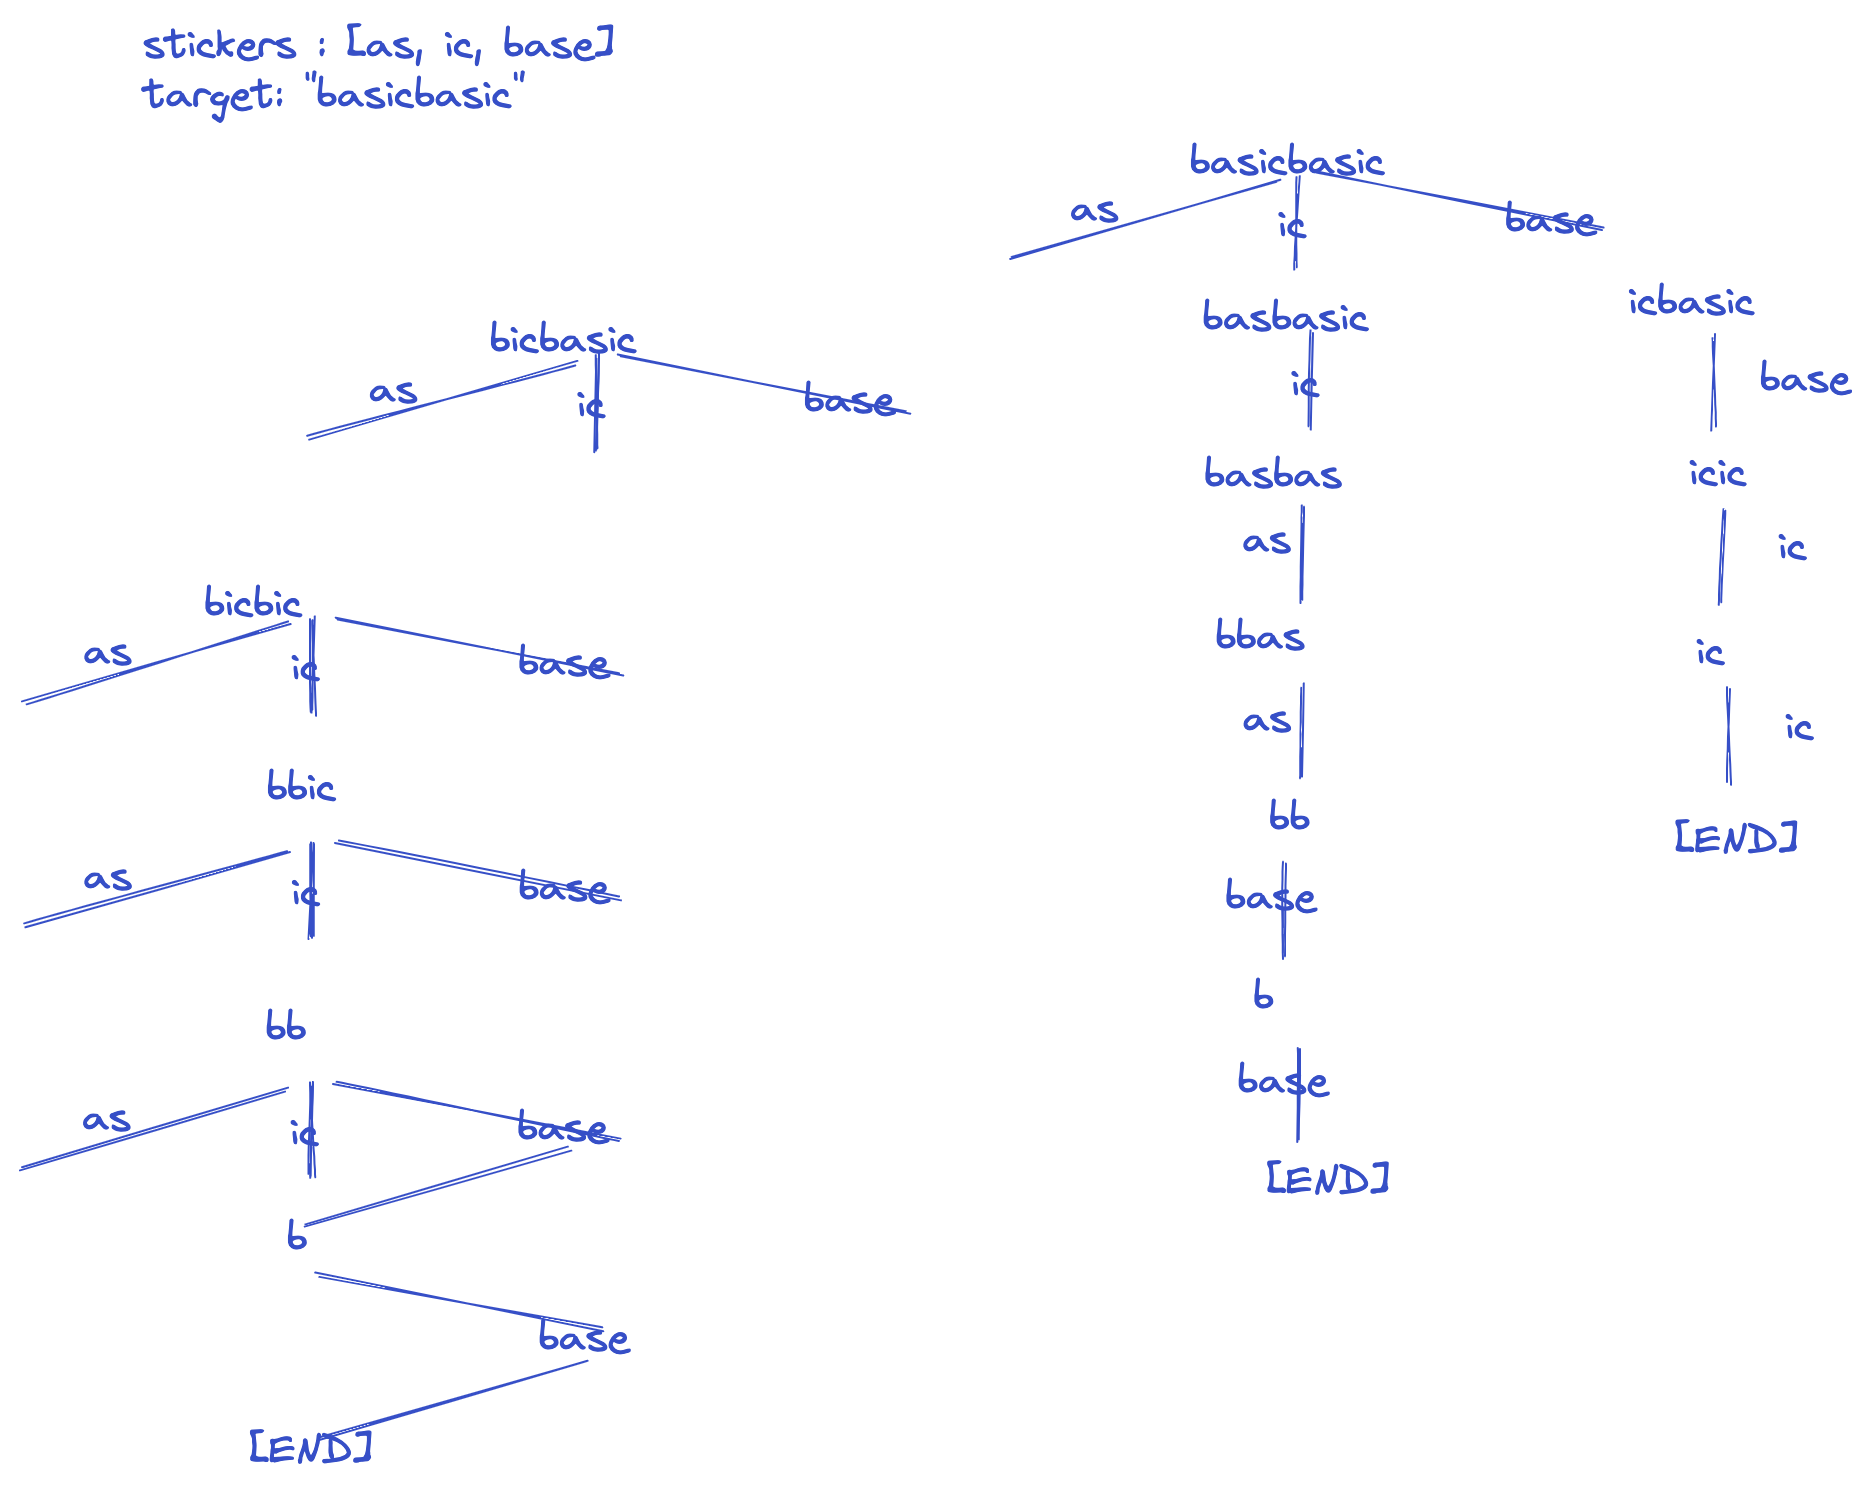 stickers : [as, ic, base]
target: "basicbasic"
basicbasic
as
ic
base
bicbasic
as
ic
base
bicbic
as
ic
base
bbic
as
ic
base
bb
as
ic
base
b
base
[END]
basbasic
ic
basbas
as
bbas
as
bb
base
b
base
[END]
icbasic
base
icic
ic
ic
ic
[END]